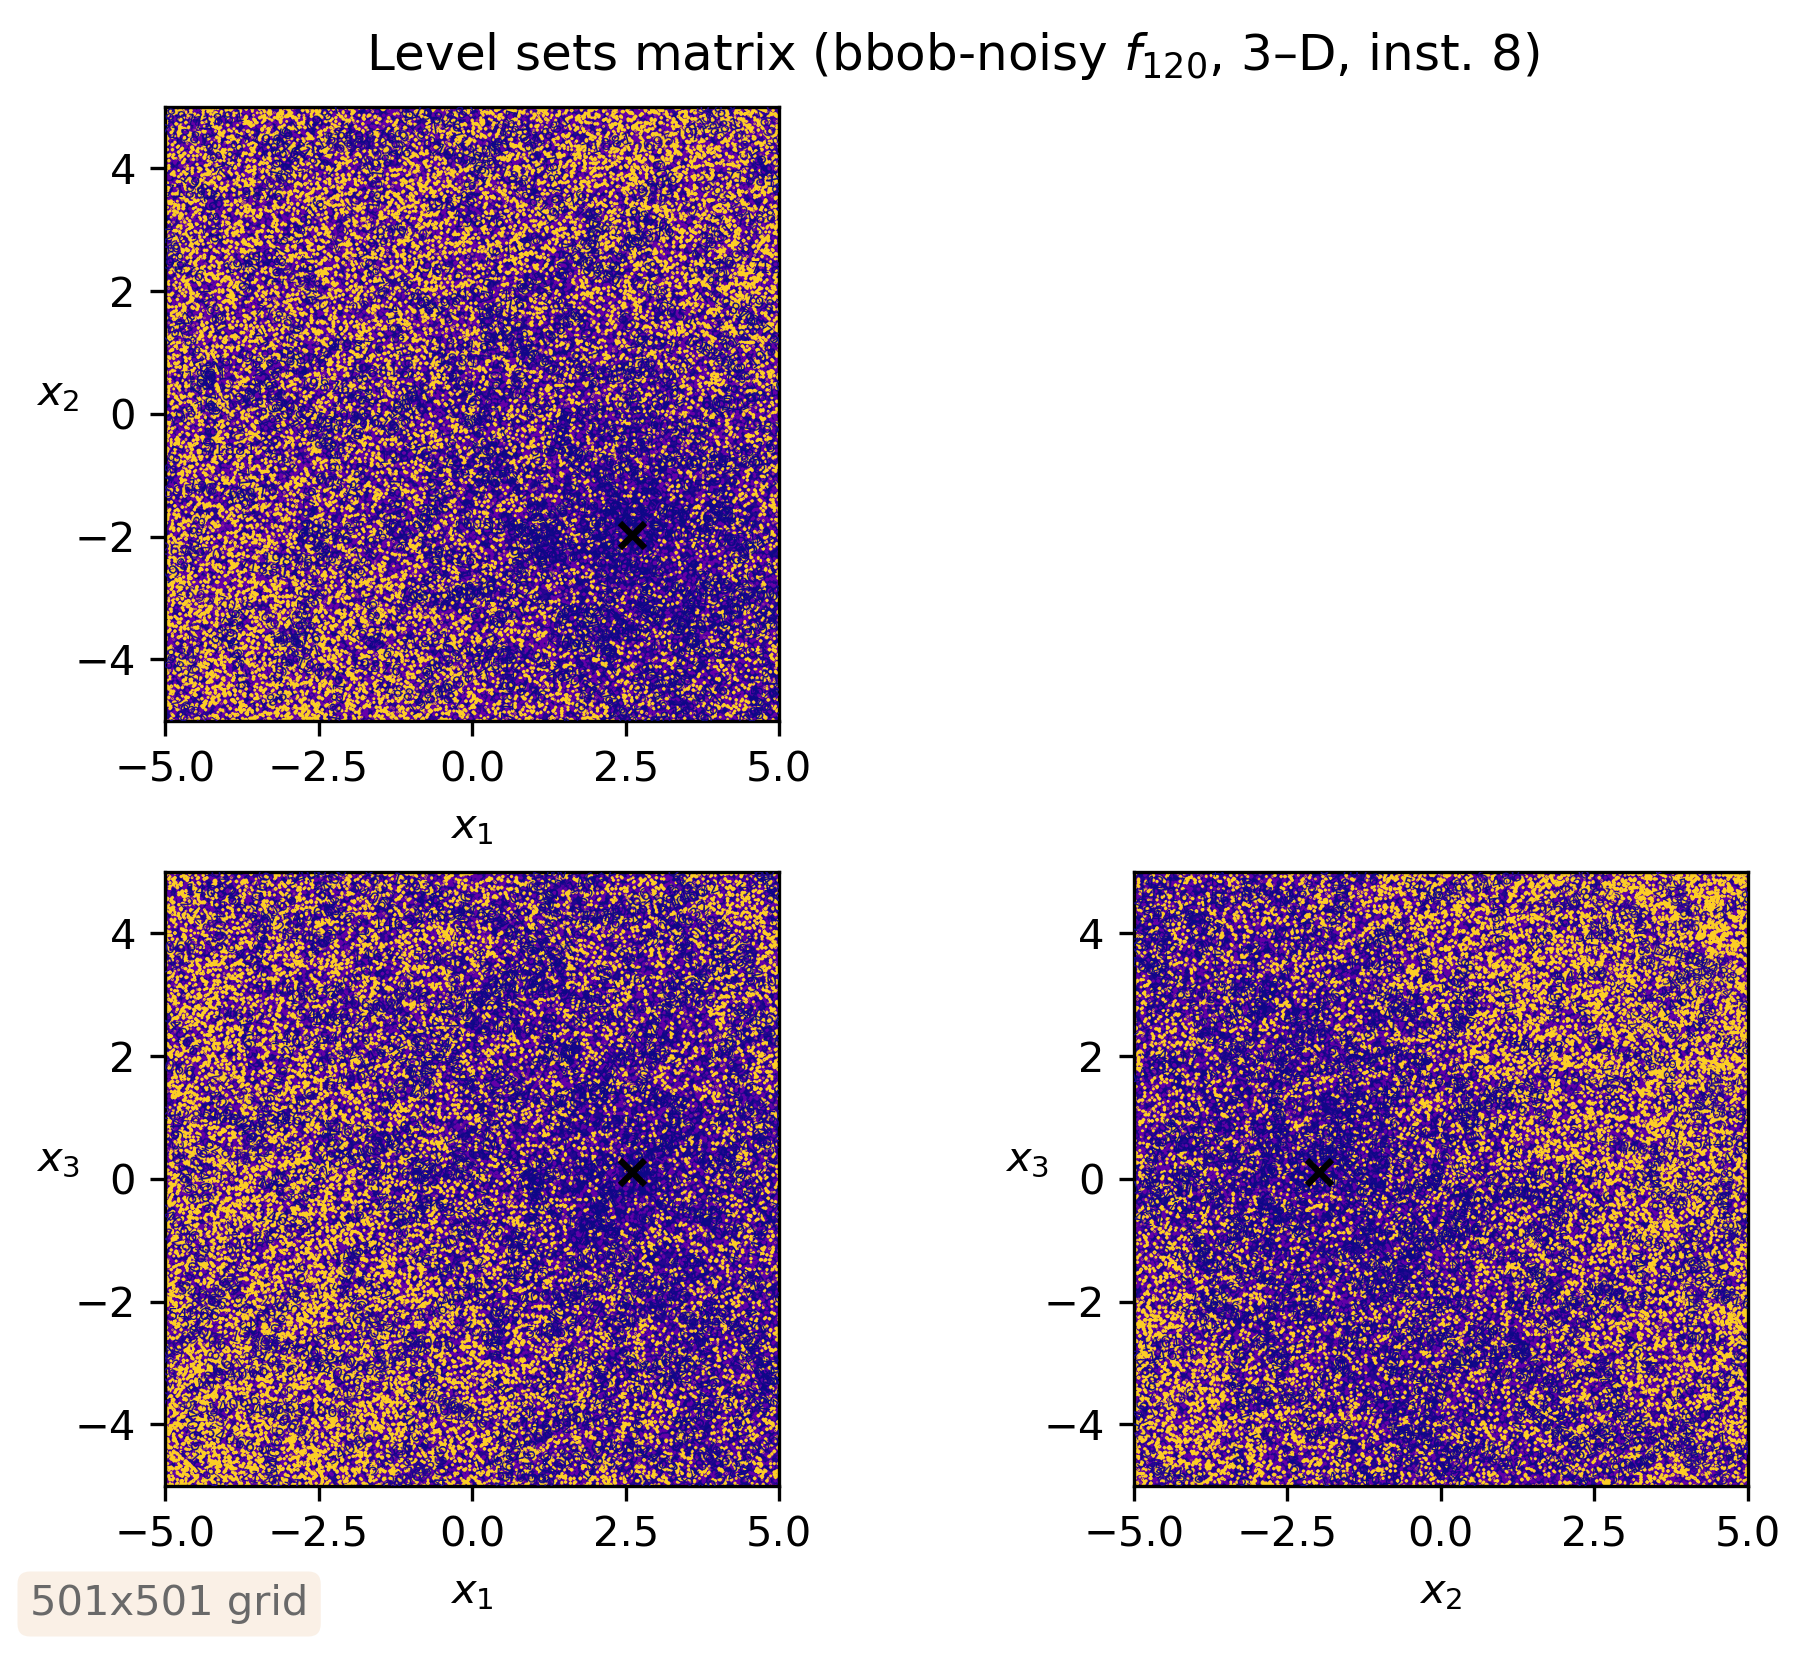 Level sets matrix (bbob-noisy f120, 3–D, inst. 8)
4
2
x2 0
−2
−4
−5.0 −2.5 0.0 2.5 5.0
x1
4 4
2 2
x3 0 x3 0
−2 −2
−4 −4
−5.0 −2.5 0.0 2.5 5.0 −5.0 −2.5 0.0 2.5 5.0
501x501 grid x1 x2